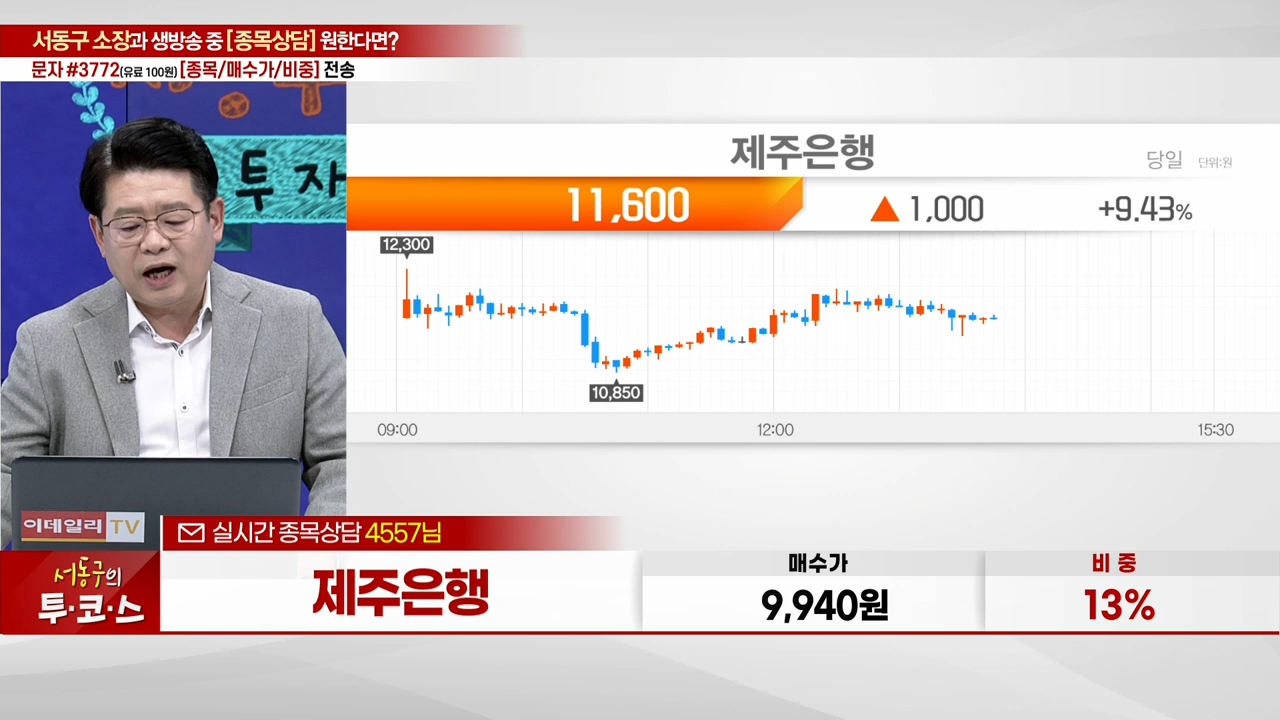 서동구 소장과 생방송 중 [종목상담] 원한다면?
문자 #3772(유료 100원) [종목/매수가/비중] 전송
투자
제주은행
당일 단위:원
11,600 ▲ 1,000 +9.43%
12,300
10,850
09:00 12:00 15:30
이데일리 TV
실시간 종목상담 4557님
서동구의
투·코·스
제주은행
매수가
9,940원
비 중
13%